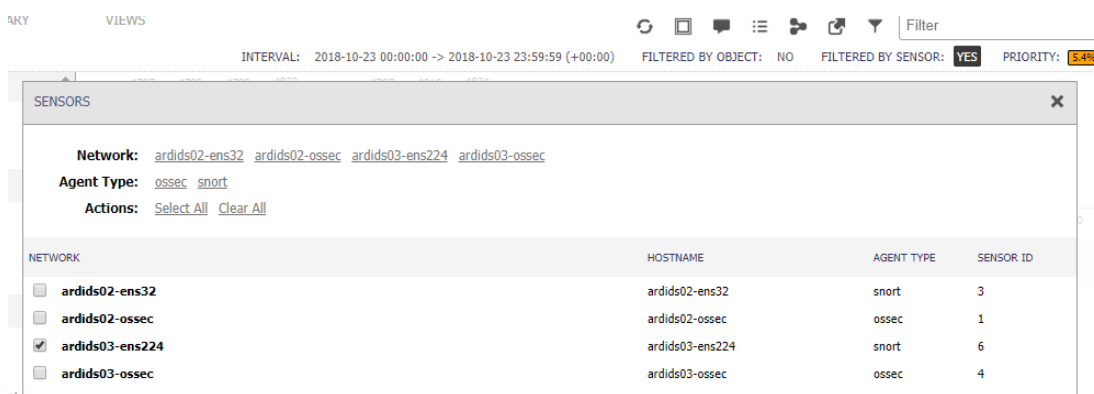 ARY VIEWS Filter
INTERVAL: 2018-10-23 00:00:00 -> 2018-10-23 23:59:59 (+00:00) FILTERED BY OBJECT: NO FILTERED BY SENSOR: YES PRIORITY: 5.4%
SENSORS
Network: ardids02-ens32 ardids02-ossec ardids03-ens224 ardids03-ossec
Agent Type: ossec snort
Actions: Select All Clear All
NETWORK HOSTNAME AGENT TYPE SENSOR ID
ardids02-ens32 ardids02-ens32 snort 3
ardids02-ossec ardids02-ossec ossec 1
ardids03-ens224 ardids03-ens224 snort 6
ardids03-ossec ardids03-ossec ossec 4